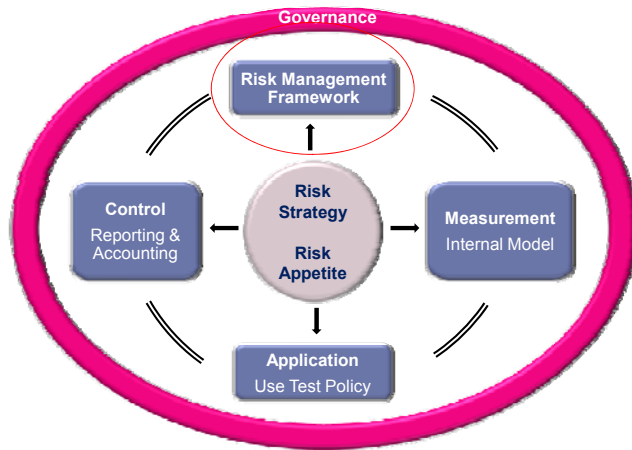 Governance
Risk Management
Framework
Risk
Strategy
Risk
Appetite
Control
Reporting &
Accounting
Measurement
Internal Model
Application
Use Test Policy